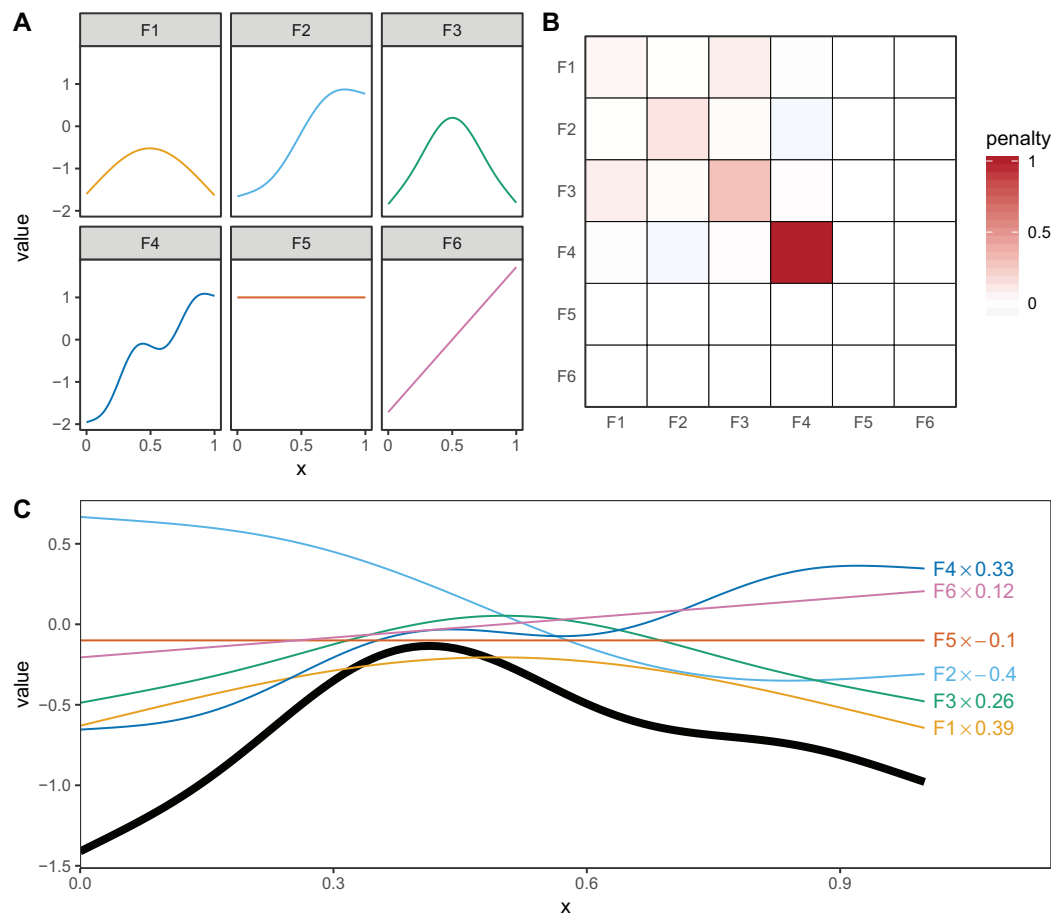 A
F1 F2 F3
1
0
−1
−2
F4 F5 F6
1
0
−1
−2
0 0.5 1 0 0.5 1 0 0.5 1
x
value
B
F1
F2
F3
F4
F5
F6
F1 F2 F3 F4 F5 F6
penalty
1
0.5
0
C
0.5
0.0
−0.5
−1.0
−1.5
value
F4×0.33
F6×0.12
F5×−0.1
F2×−0.4
F3×0.26
F1×0.39
0.0 0.3 0.6 0.9
x